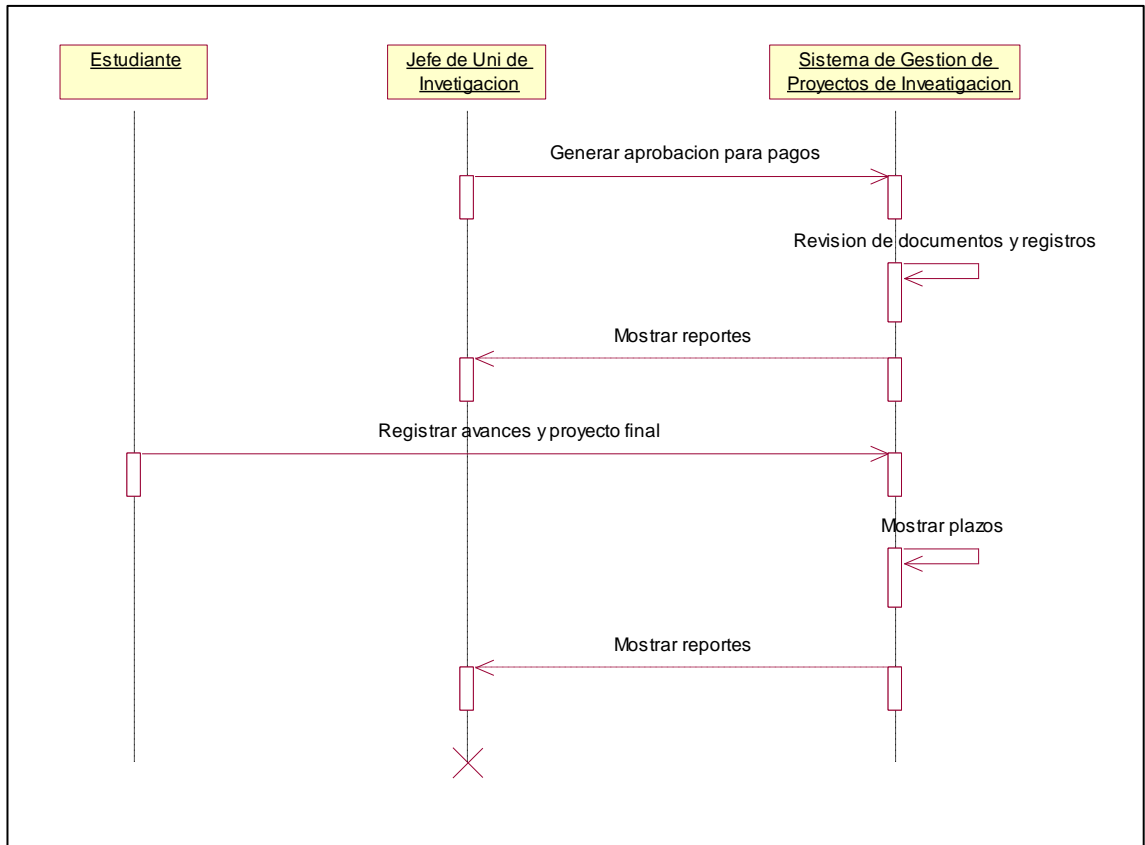 Estudiante
Jefe de Uni de
Invetigacion
Sistema de Gestion de
Proyectos de Inveatigacion
Generar aprobacion para pagos
Revision de documentos y registros
Mostrar reportes
Registrar avances y proyecto final
Mostrar plazos
Mostrar reportes